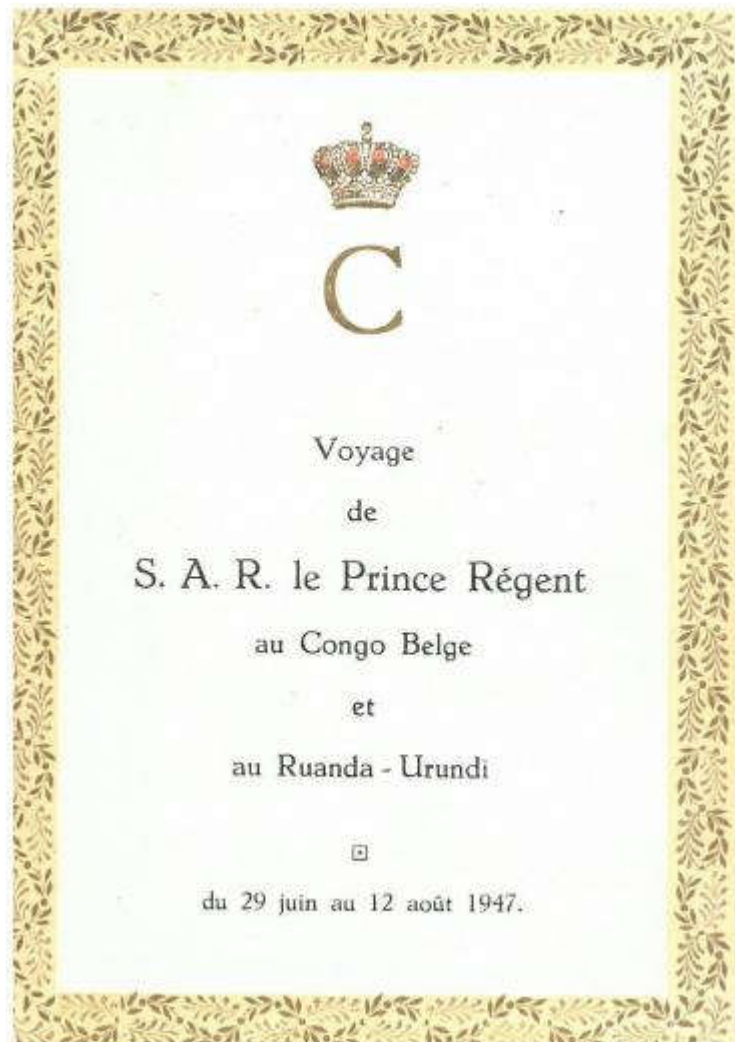 C
Voyage
de
S. A. R. le Prince Régent
au Congo Belge
et
au Ruanda - Urundi
du 29 juin au 12 août 1947.